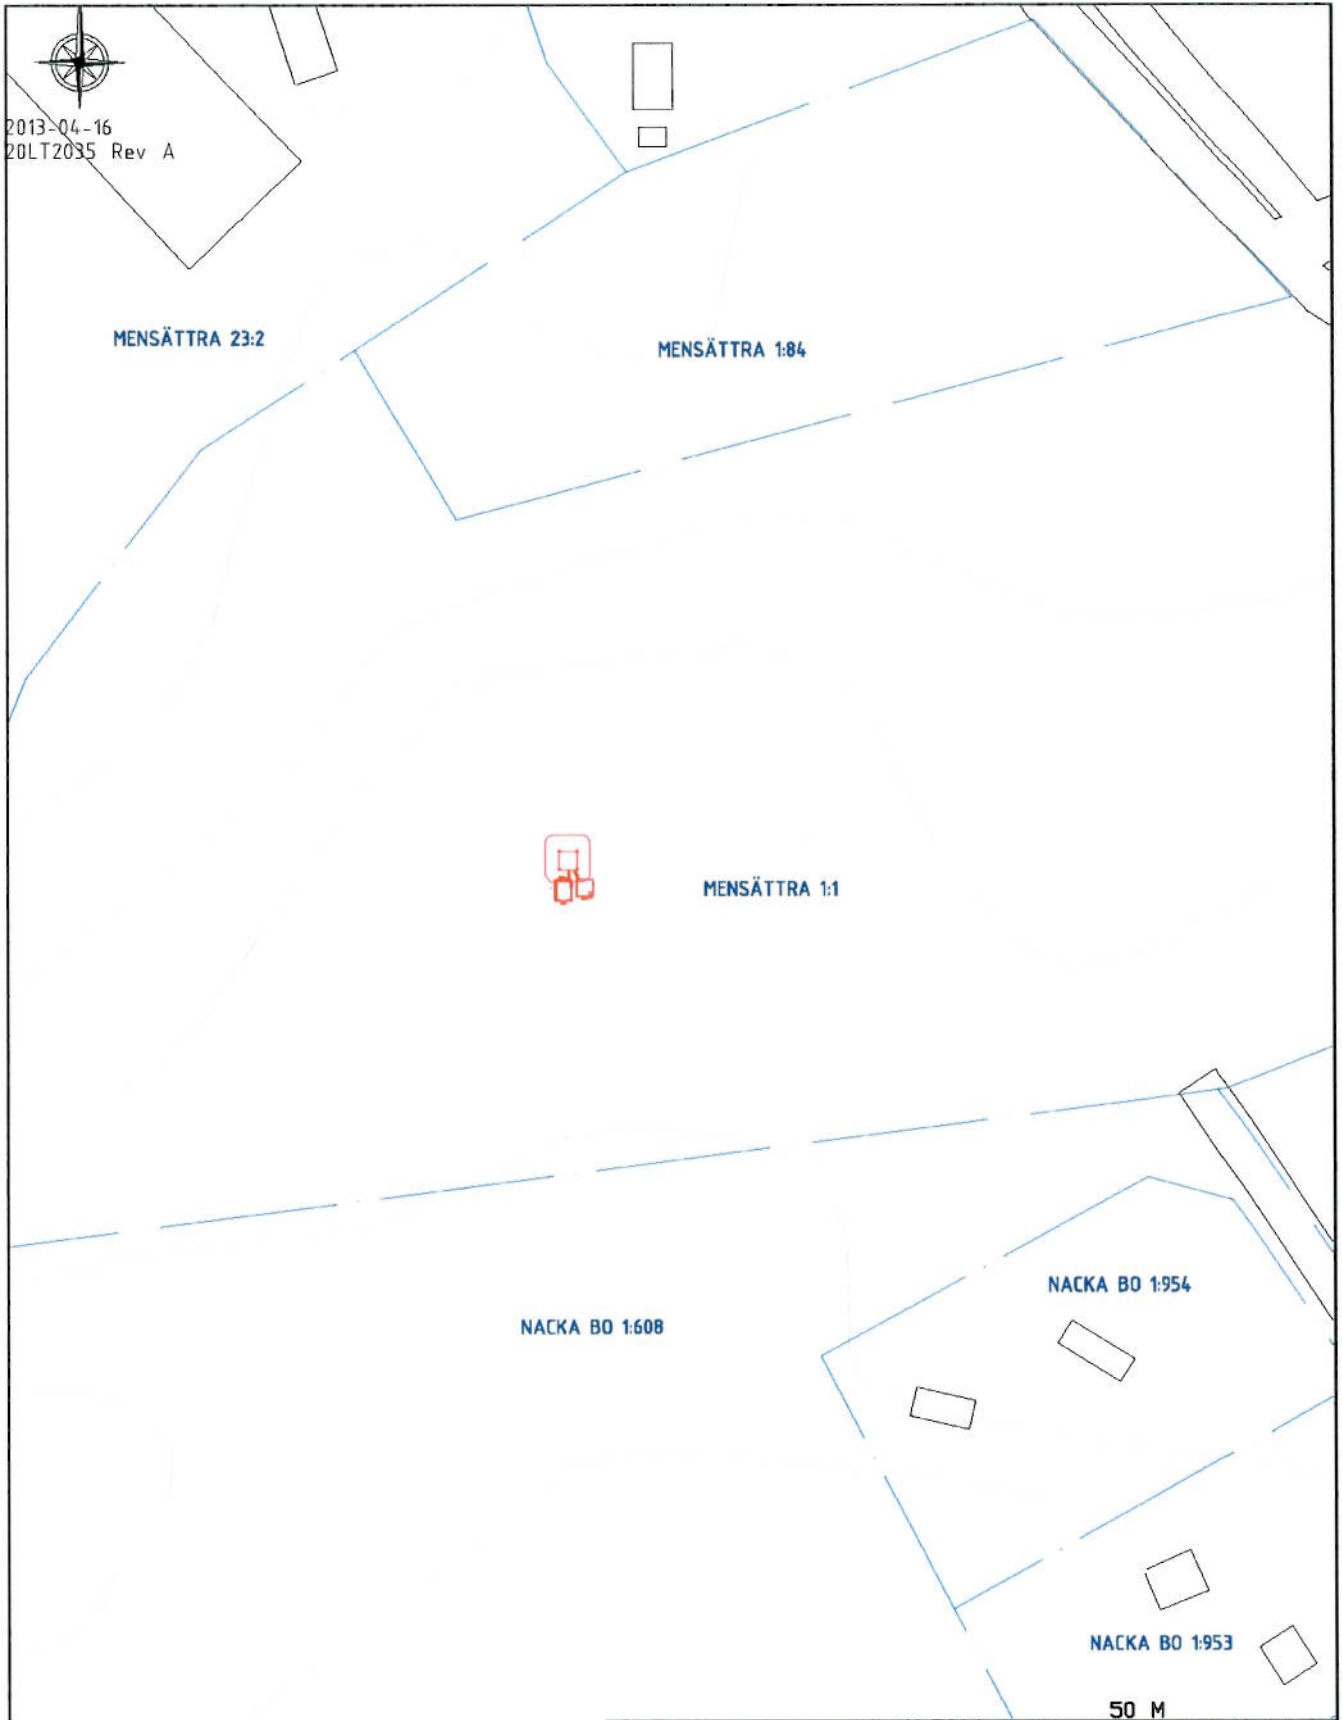 2013-04-16
20LT2035 Rev A
MENSÄTTRA 23:2
MENSÄTTRA 1:84
MENSÄTTRA 1:1
NACKA BO 1:954
NACKA BO 1:608
NACKA BO 1:953
50 M